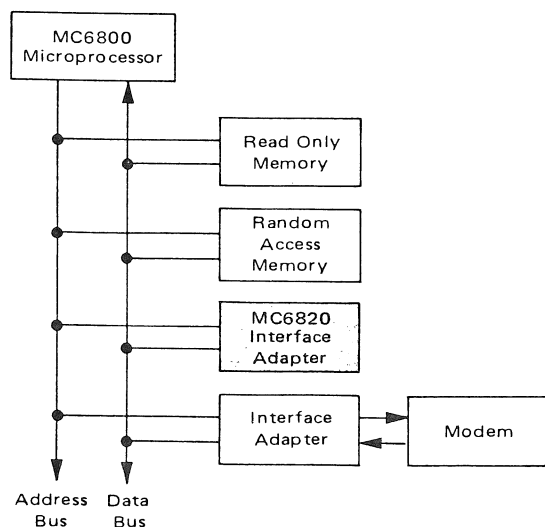 MC6800
Microprocessor
Read Only
Memory
Random
Access
Memory
MC6820
Interface
Adapter
Interface
Adapter
Modem
Address
Bus
Data
Bus